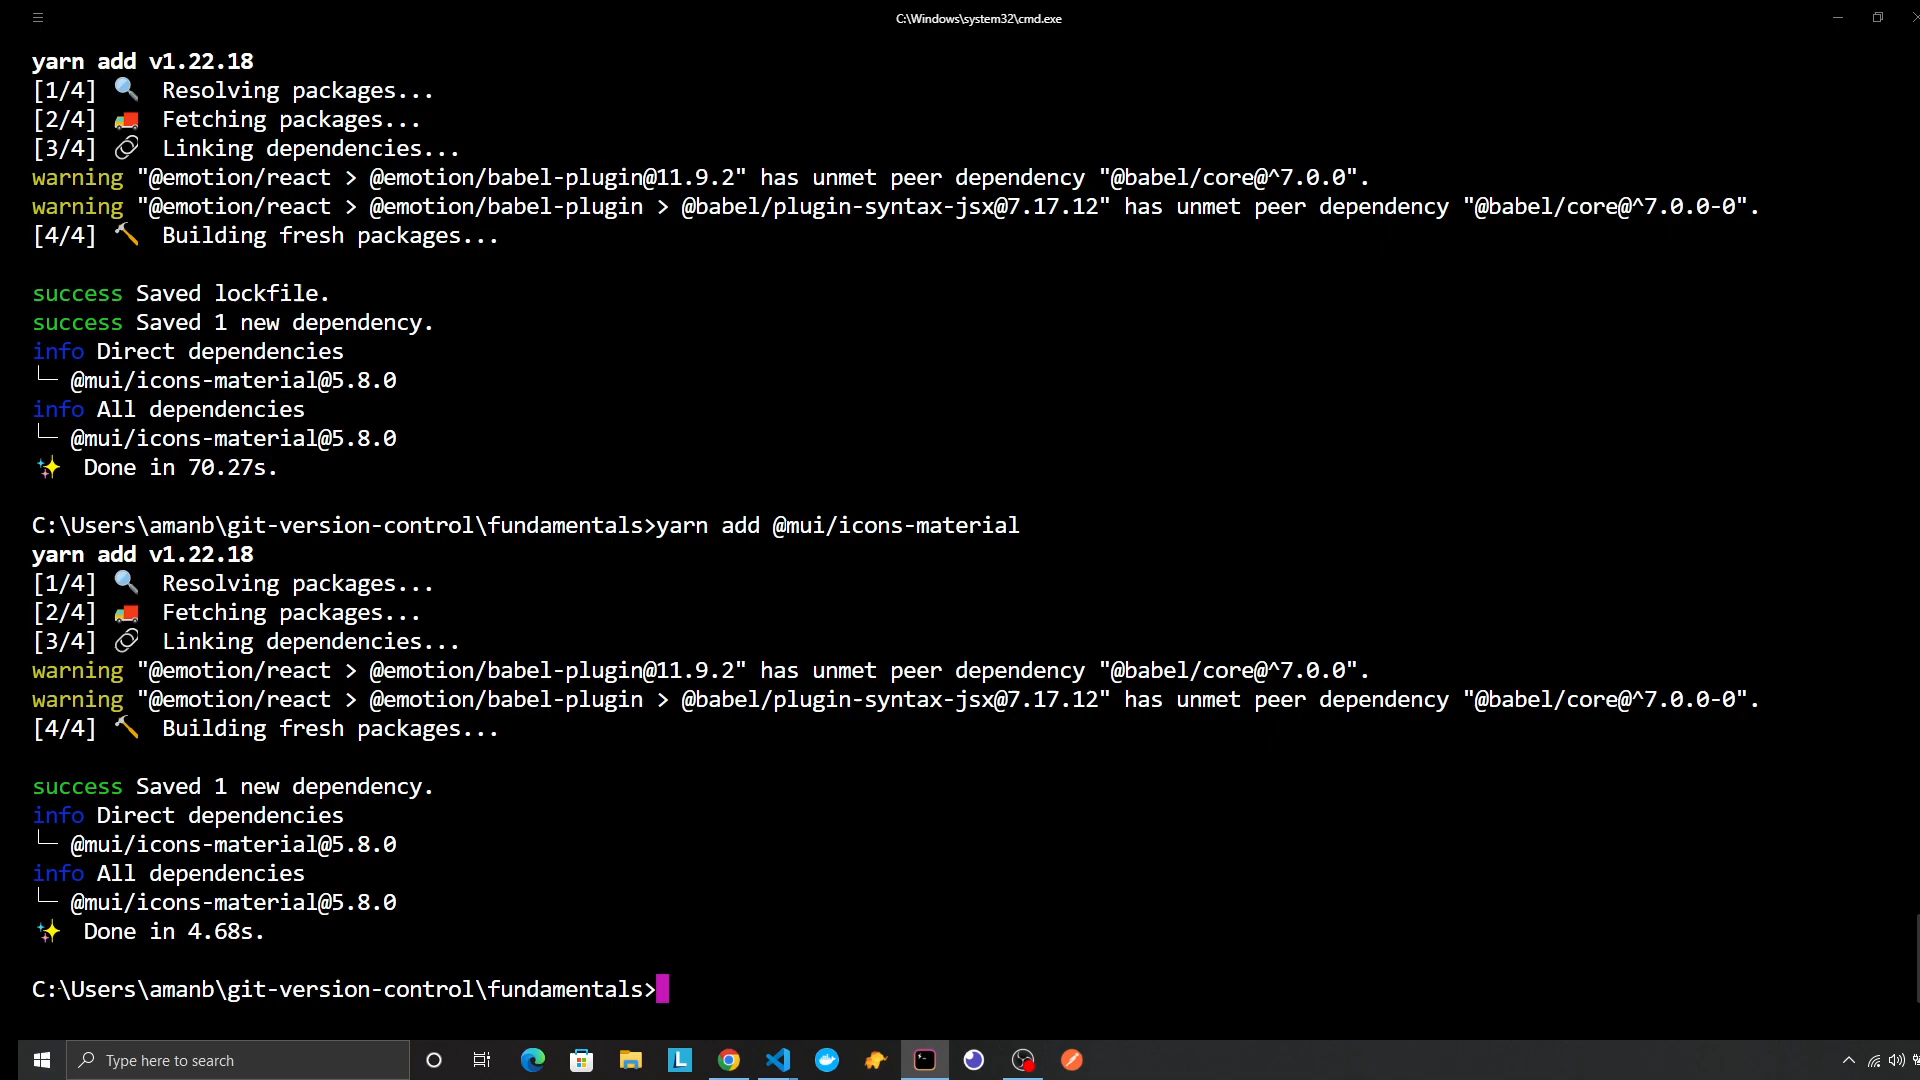 C:\Windows\system32\cmd.exe
yarn add v1.22.18
[1/4] 🔍 Resolving packages...
[2/4] 🚚 Fetching packages...
[3/4] 🔗 Linking dependencies...
warning "@emotion/react > @emotion/babel-plugin@11.9.2" has unmet peer dependency "@babel/core@^7.0.0".
warning "@emotion/react > @emotion/babel-plugin > @babel/plugin-syntax-jsx@7.17.12" has unmet peer dependency "@babel/core@^7.0.0-0".
[4/4] 🔨 Building fresh packages...
success Saved lockfile.
success Saved 1 new dependency.
info Direct dependencies
└─ @mui/icons-material@5.8.0
info All dependencies
└─ @mui/icons-material@5.8.0
✨ Done in 70.27s.
C:\Users\amanb\git-version-control\fundamentals>yarn add @mui/icons-material
yarn add v1.22.18
[1/4] 🔍 Resolving packages...
[2/4] 🚚 Fetching packages...
[3/4] 🔗 Linking dependencies...
warning "@emotion/react > @emotion/babel-plugin@11.9.2" has unmet peer dependency "@babel/core@^7.0.0".
warning "@emotion/react > @emotion/babel-plugin > @babel/plugin-syntax-jsx@7.17.12" has unmet peer dependency "@babel/core@^7.0.0-0".
[4/4] 🔨 Building fresh packages...
success Saved 1 new dependency.
info Direct dependencies
└─ @mui/icons-material@5.8.0
info All dependencies
└─ @mui/icons-material@5.8.0
✨ Done in 4.68s.
C:\Users\amanb\git-version-control\fundamentals>
Type here to search
L